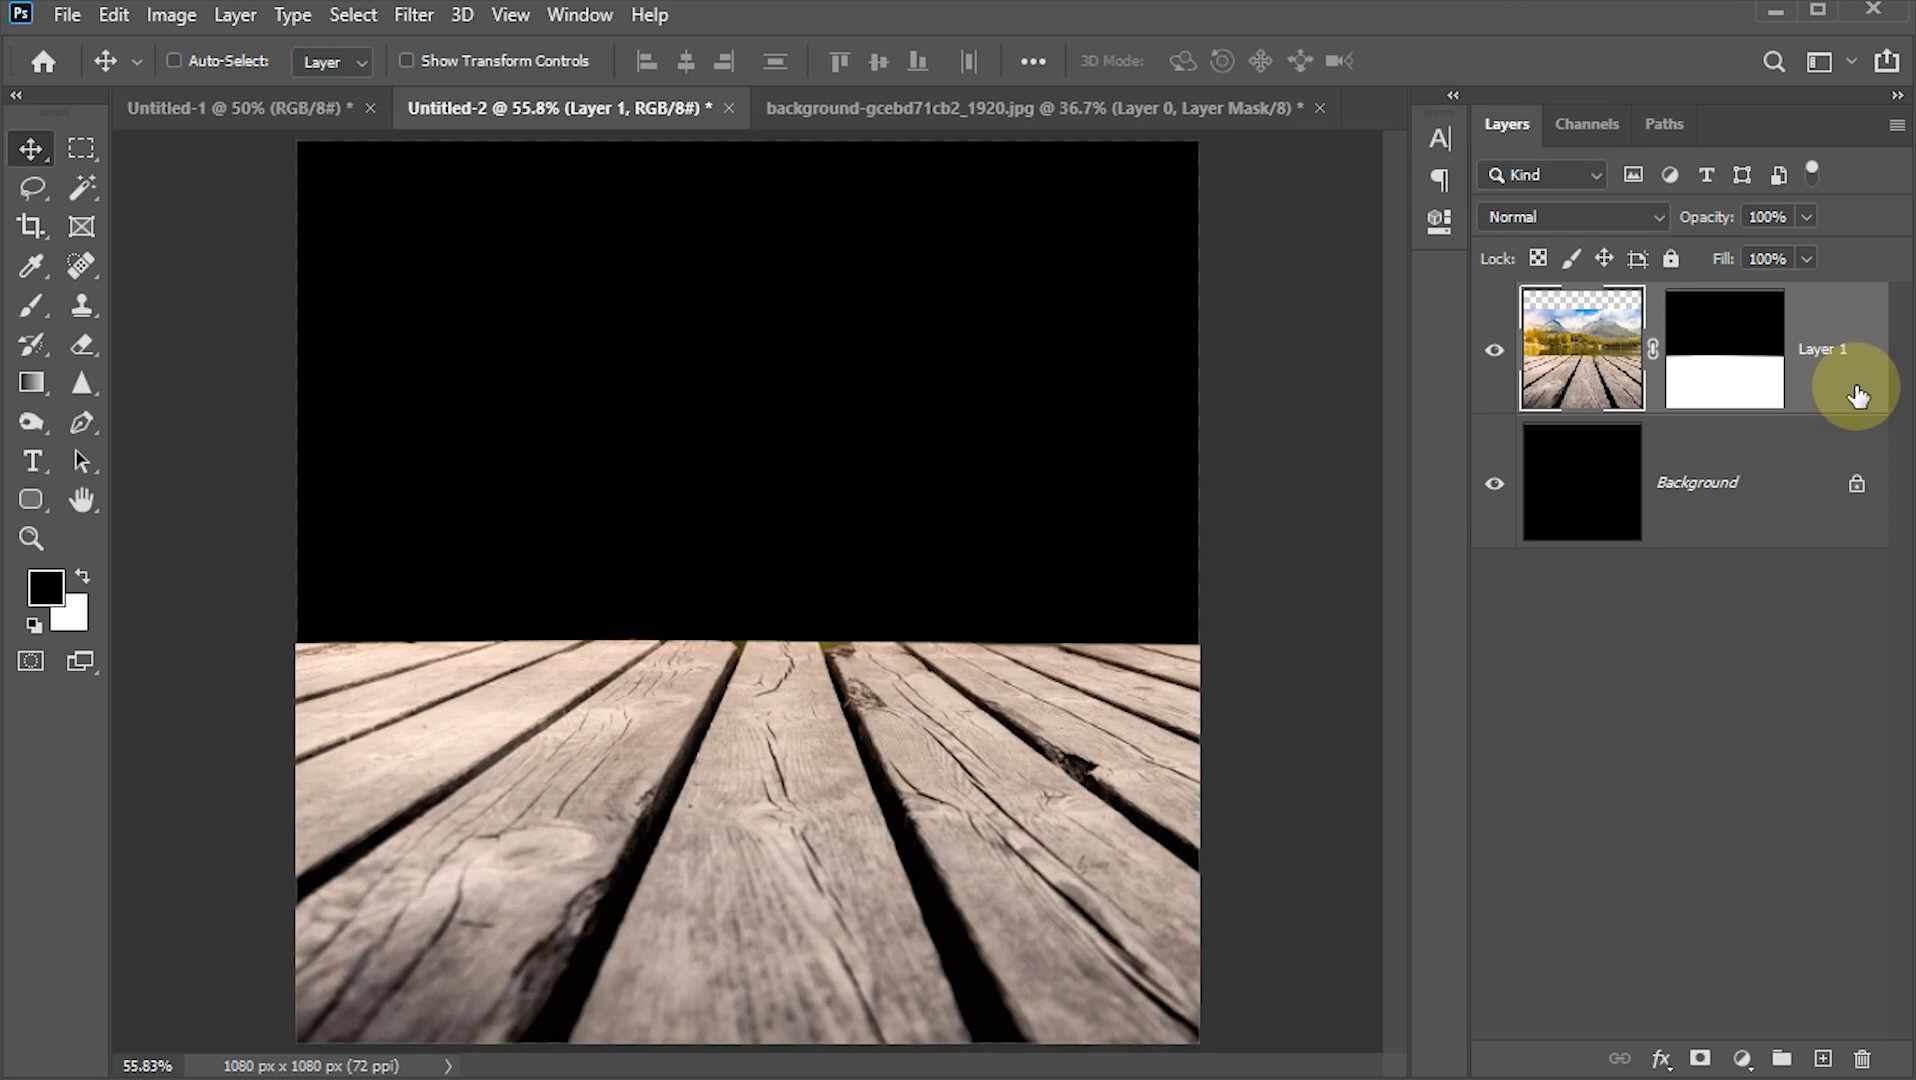 Ps File Edit Image Layer Type Select Filter 3D View Window Help
Auto-Select: Layer Show Transform Controls 3D Mode:
Untitled-1 @ 50% (RGB/8#) * Untitled-2 @ 55.8% (Layer 1, RGB/8#) * background-gcebd71cb2_1920.jpg @ 36.7% (Layer 0, Layer Mask/8) *
Layers Channels Paths
Kind
Normal Opacity: 100%
Lock: Fill: 100%
Layer 1
Background
55.83% 1080 px x 1080 px (72 ppi)